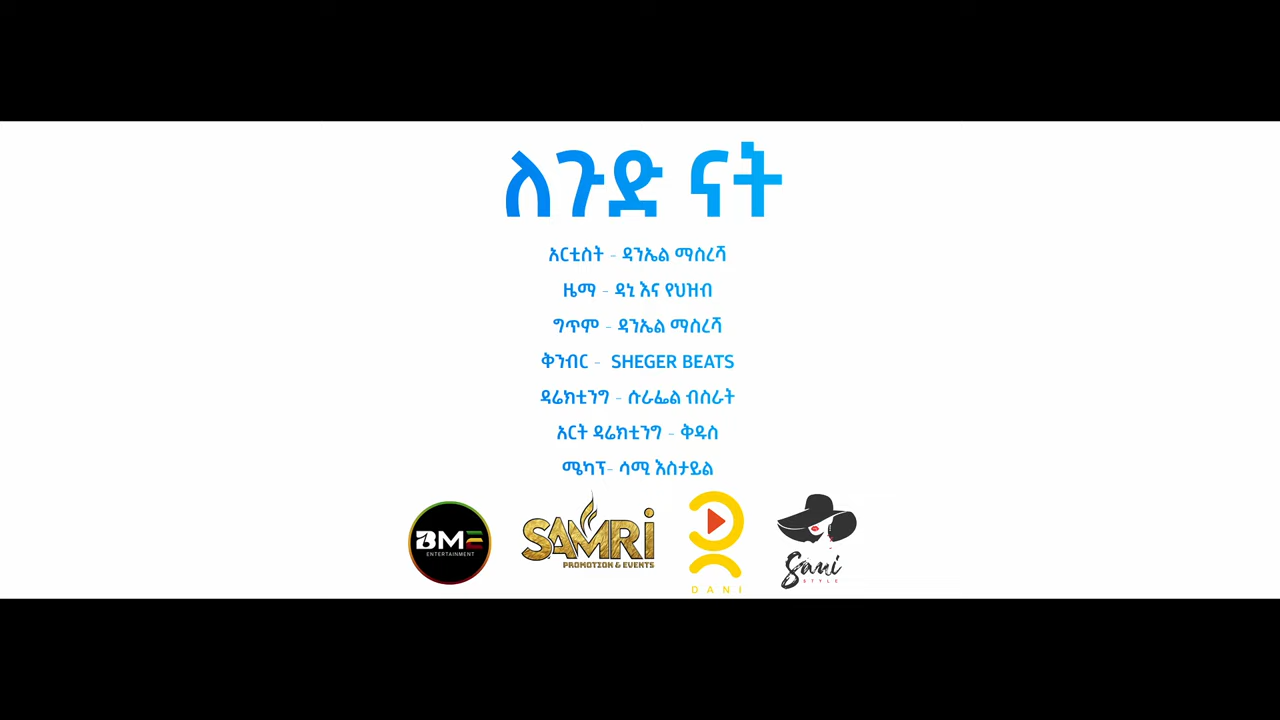 ለጉድ ናት
አርቲስት - ዳንኤል ማስረሻ
ዜማ - ዳኒ እና የህዝብ
ግጥም - ዳንኤል ማስረሻ
ቅንብር - SHEGER BEATS
ዳሬክቲንግ - ሱራፌል ብስራት
አርት ዳሬክቲንግ - ቅዱስ
ሜካፕ- ሳሚ እስታይል
BME
ENTERTAINMENT
SAMRI
PROMOTION & EVENTS
DANI
Sani
STYLE